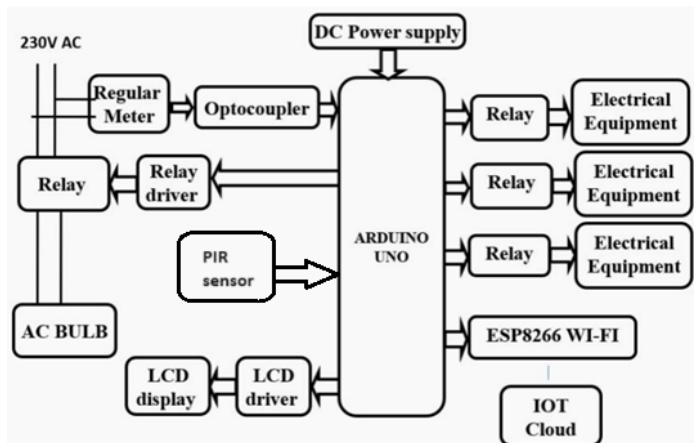 DC Power supply
230V AC
Regular
Meter
Optocoupler
Relay
Electrical
Equipment
Relay
Relay
driver
Relay
Electrical
Equipment
ARDUINO
UNO
PIR
sensor
Relay
Electrical
Equipment
AC BULB
ESP8266 WI-FI
LCD
display
LCD
driver
IOT
Cloud